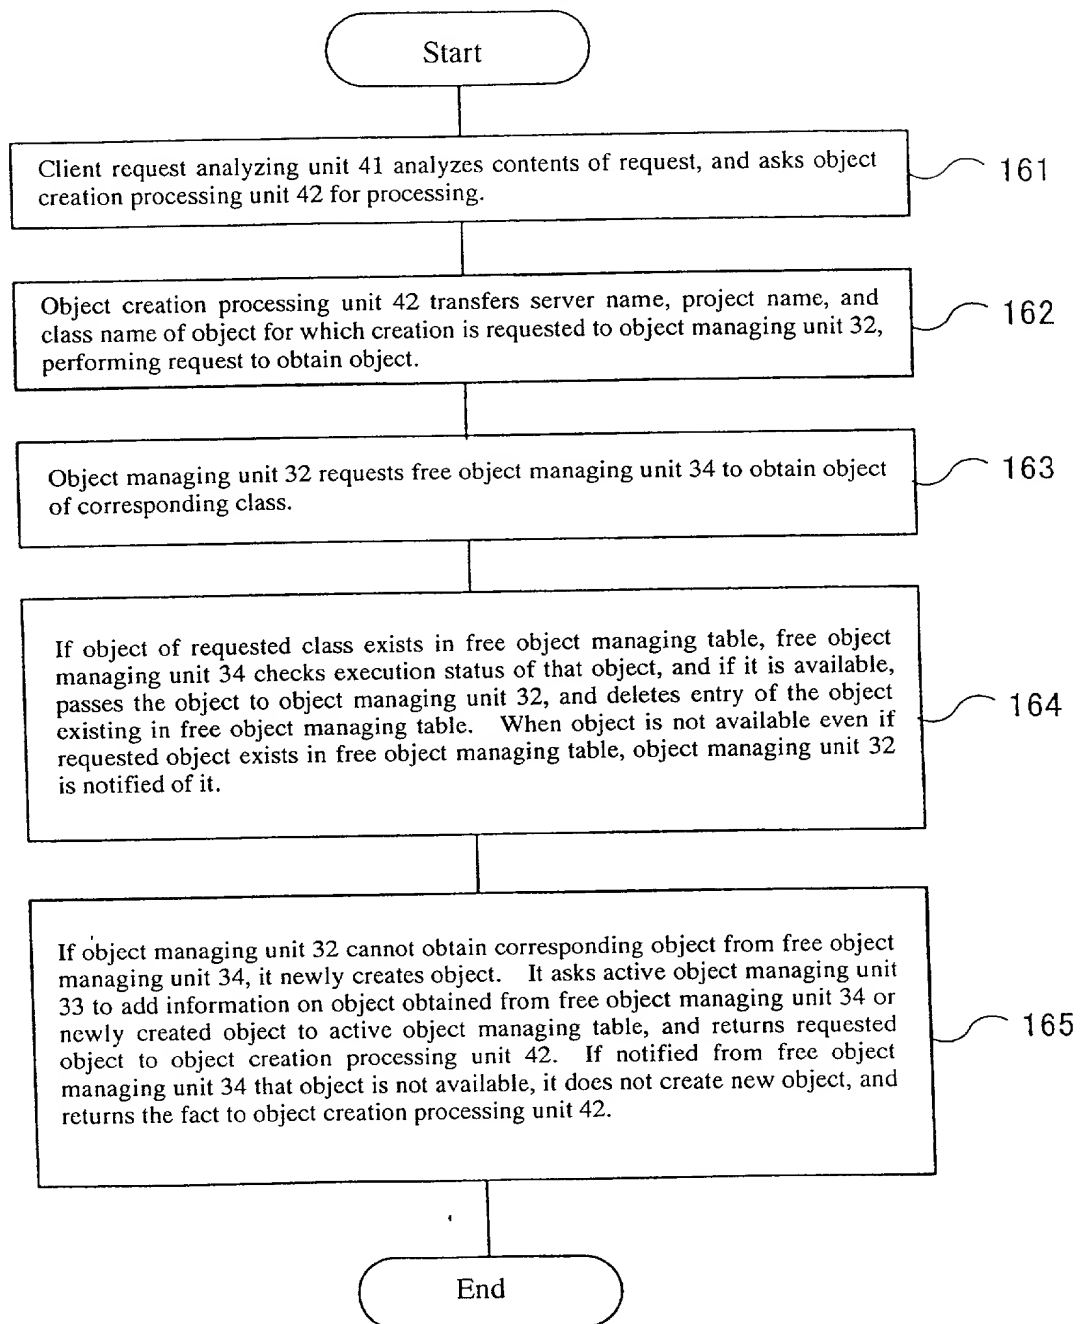 Start
Client request analyzing unit 41 analyzes contents of request, and asks object
creation processing unit 42 for processing.
161
Object creation processing unit 42 transfers server name, project name, and
class name of object for which creation is requested to object managing unit 32,
performing request to obtain object.
162
Object managing unit 32 requests free object managing unit 34 to obtain object
of corresponding class.
163
If object of requested class exists in free object managing table, free object
managing unit 34 checks execution status of that object, and if it is available,
passes the object to object managing unit 32, and deletes entry of the object
existing in free object managing table. When object is not available even if
requested object exists in free object managing table, object managing unit 32
is notified of it.
164
If object managing unit 32 cannot obtain corresponding object from free object
managing unit 34, it newly creates object. It asks active object managing unit
33 to add information on object obtained from free object managing unit 34 or
newly created object to active object managing table, and returns requested
object to object creation processing unit 42. If notified from free object
managing unit 34 that object is not available, it does not create new object, and
returns the fact to object creation processing unit 42.
165
End